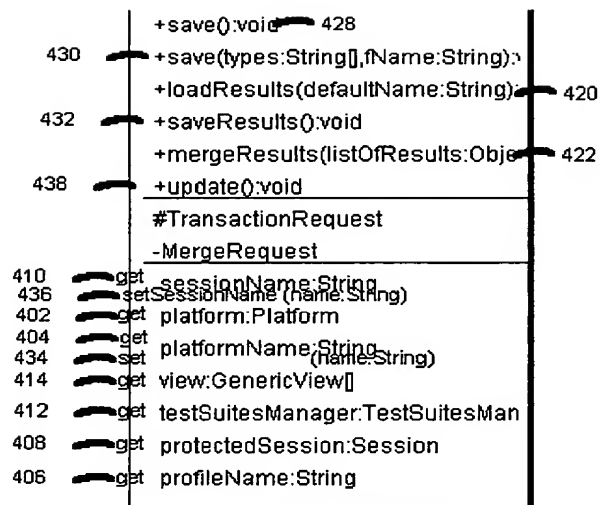 +save():void 428
430 +save(types:String[],fName:String):
+loadResults(defaultName:String): 420
432 +saveResults():void
+mergeResults(listOfResults:Obje 422
438 +update():void
#TransactionRequest
-MergeRequest
410 get sessionName:String
436 setSessionName (name:String)
402 get platform:Platform
404 get platformName:String
434 set (name:String)
414 get view:GenericView[]
412 get testSuitesManager:TestSuitesMan
408 get protectedSession:Session
406 get profileName:String